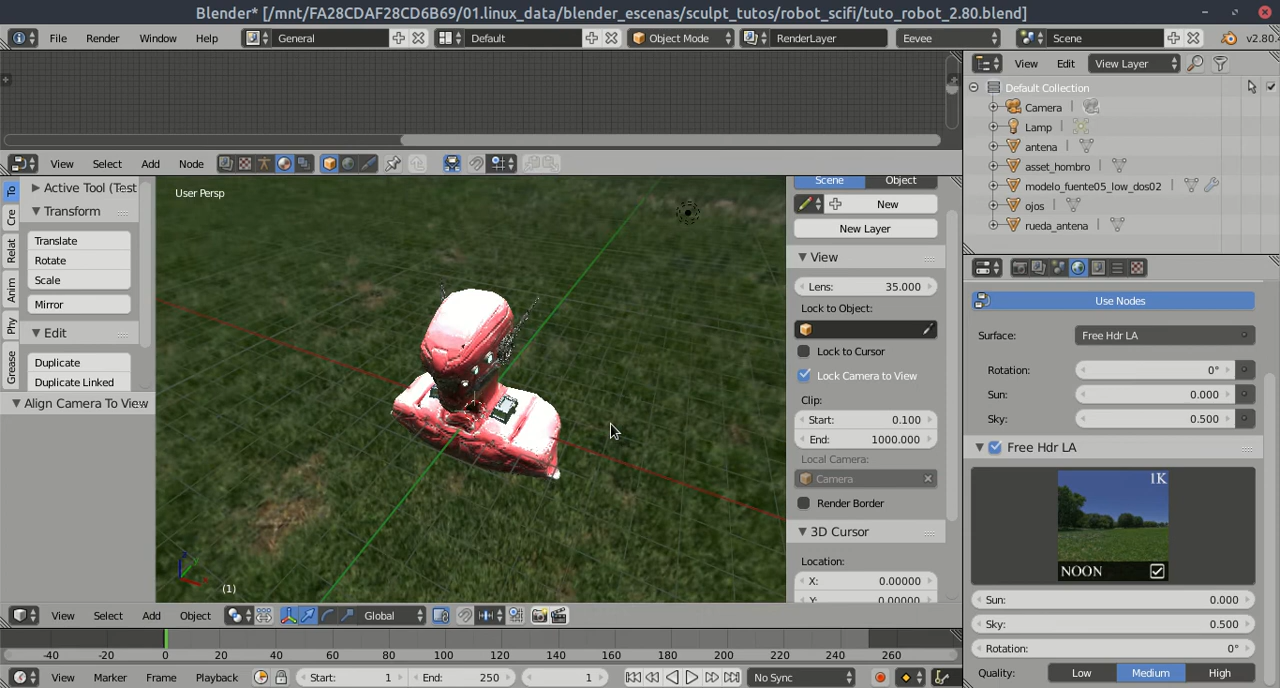 Blender* [/mnt/FA28CDAF28CD6B69/01.linux_data/blender_escenas/sculpt_tutos/robot_scifi/tuto_robot_2.80.blend]
File Render Window Help General Default Object Mode RenderLayer Eevee Scene v2.80.
View Edit View Layer
Default Collection
Camera
Lamp
antena
asset_hombro
modelo_fuente05_low_dos02
ojos
rueda_antena
View Select Add Node
To
Cre
Relat
Anim
Phy
Grease
Active Tool (Test
Transform
Translate
Rotate
Scale
Mirror
Edit
Duplicate
Duplicate Linked
Align Camera To View
User Persp
(1)
Scene Object
New
New Layer
View
Lens: 35.000
Lock to Object:
Lock to Cursor
Lock Camera to View
Clip:
Start: 0.100
End: 1000.000
Local Camera:
Camera
Render Border
3D Cursor
Location:
X: 0.00000
Y: 0.00000
Use Nodes
Surface: Free Hdr LA
Rotation: 0°
Sun: 0.000
Sky: 0.500
Free Hdr LA
1K
NOON
Sun: 0.000
Sky: 0.500
Rotation: 0°
Quality: Low Medium High
View Select Add Object Global
-40 -20 0 20 40 60 80 100 120 140 160 180 200 220 240 260
View Marker Frame Playback Start: 1 End: 250 1 No Sync